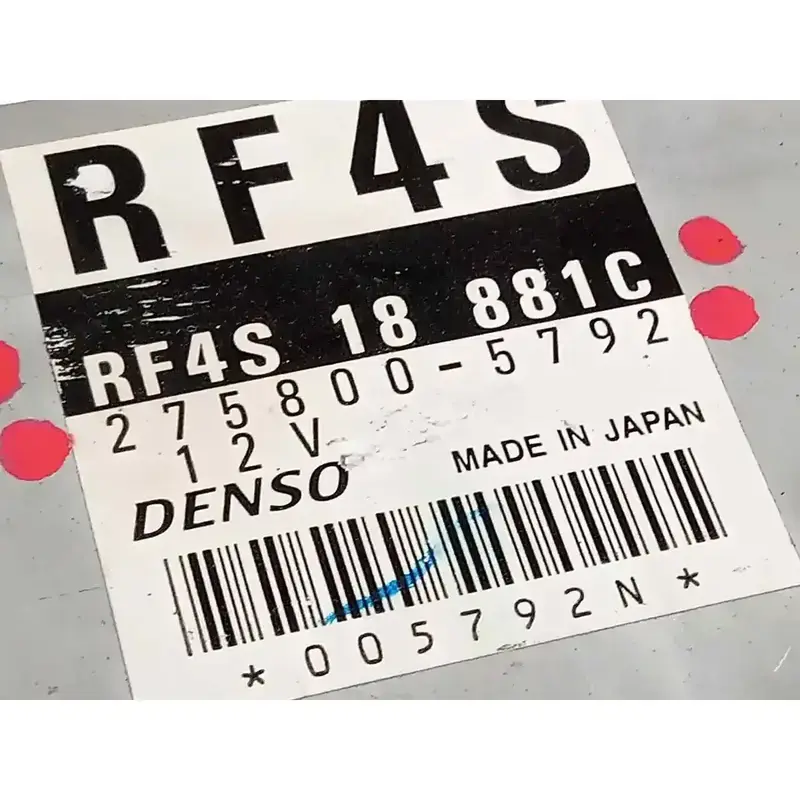 RF4S
RF4S 18 881C
275800-5792
12V
DENSO MADE IN JAPAN
*005792N*